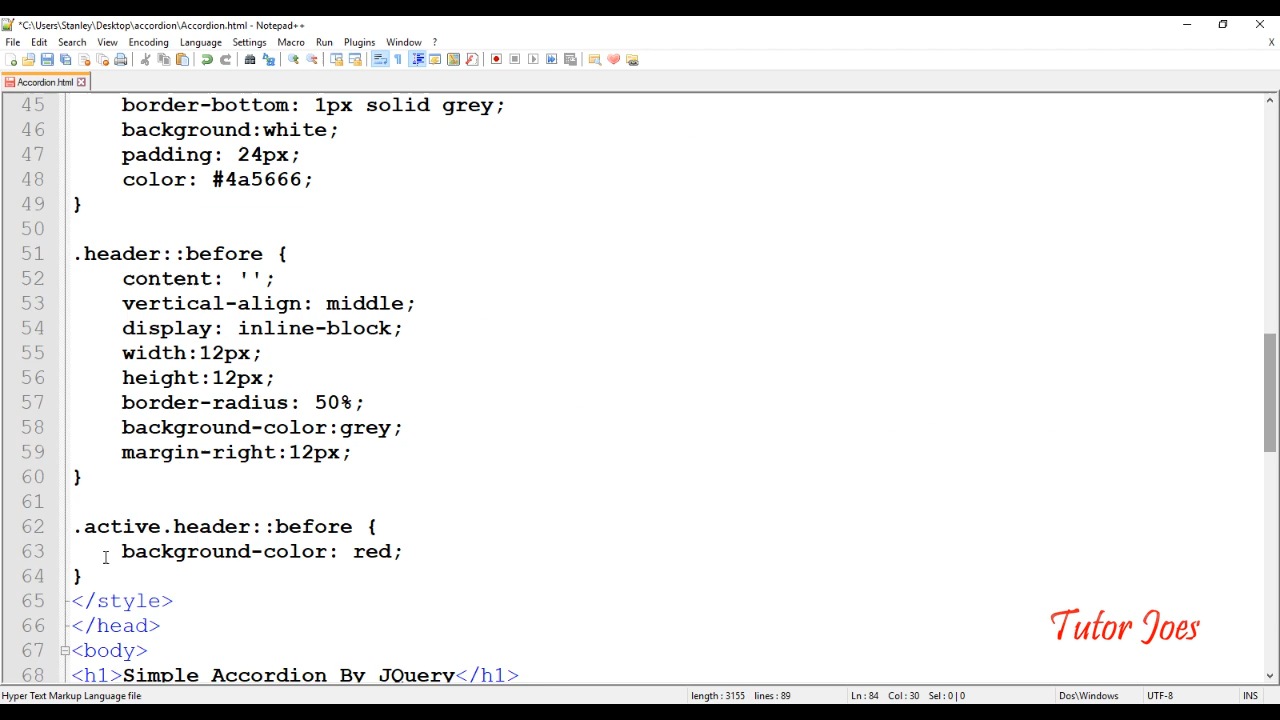 *C:\Users\Stanley\Desktop\accordion\Accordion.html - Notepad++
File Edit Search View Encoding Language Settings Macro Run Plugins Window ? X
Accordion.html
45 border-bottom: 1px solid grey;
46 background:white;
47 padding: 24px;
48 color: #4a5666;
49 }
50
51 .header::before {
52 content: '';
53 vertical-align: middle;
54 display: inline-block;
55 width:12px;
56 height:12px;
57 border-radius: 50%;
58 background-color:grey;
59 margin-right:12px;
60 }
61
62 .active.header::before {
63 background-color: red;
64 }
65 </style>
66 </head>
67 <body>
68 <h1>Simple Accordion By JQuery</h1>
Tutor Joes
Hyper Text Markup Language file length : 3155 lines : 89 Ln : 84 Col : 30 Sel : 0 | 0 Dos\Windows UTF-8 INS